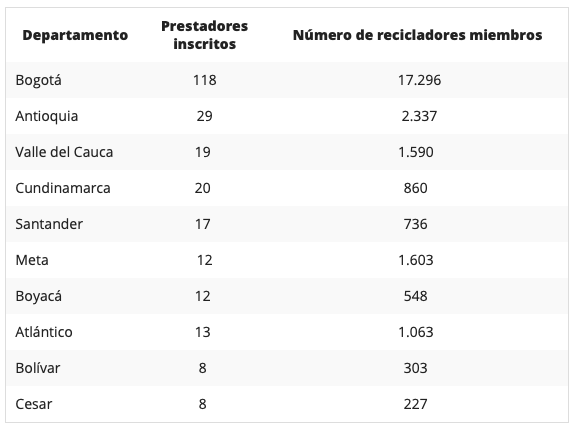 Departamento Prestadores inscritos Número de recicladores miembros
Bogotá 118 17.296
Antioquia 29 2.337
Valle del Cauca 19 1.590
Cundinamarca 20 860
Santander 17 736
Meta 12 1.603
Boyacá 12 548
Atlántico 13 1.063
Bolívar 8 303
Cesar 8 227